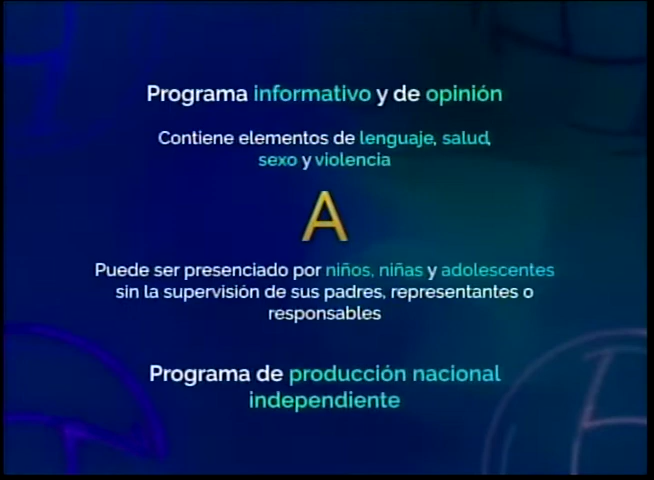 Programa informativo y de opinión
Contiene elementos de lenguaje, salud,
sexo y violencia
A
Puede ser presenciado por niños, niñas y adolescentes
sin la supervisión de sus padres, representantes o
responsables
Programa de producción nacional
independiente